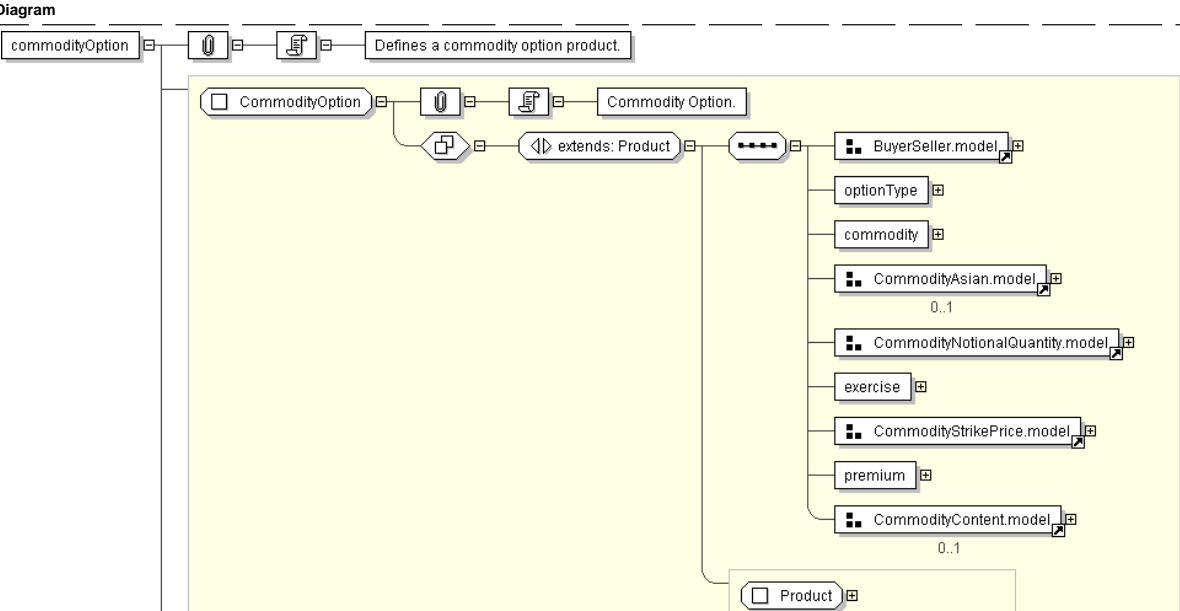 Diagram
commodityOption
Defines a commodity option product.
CommodityOption
Commodity Option.
extends: Product
BuyerSeller.model
optionType
commodity
CommodityAsian.model
0..1
CommodityNotionalQuantity.model
exercise
CommodityStrikePrice.model
premium
CommodityContent.model
0..1
Product